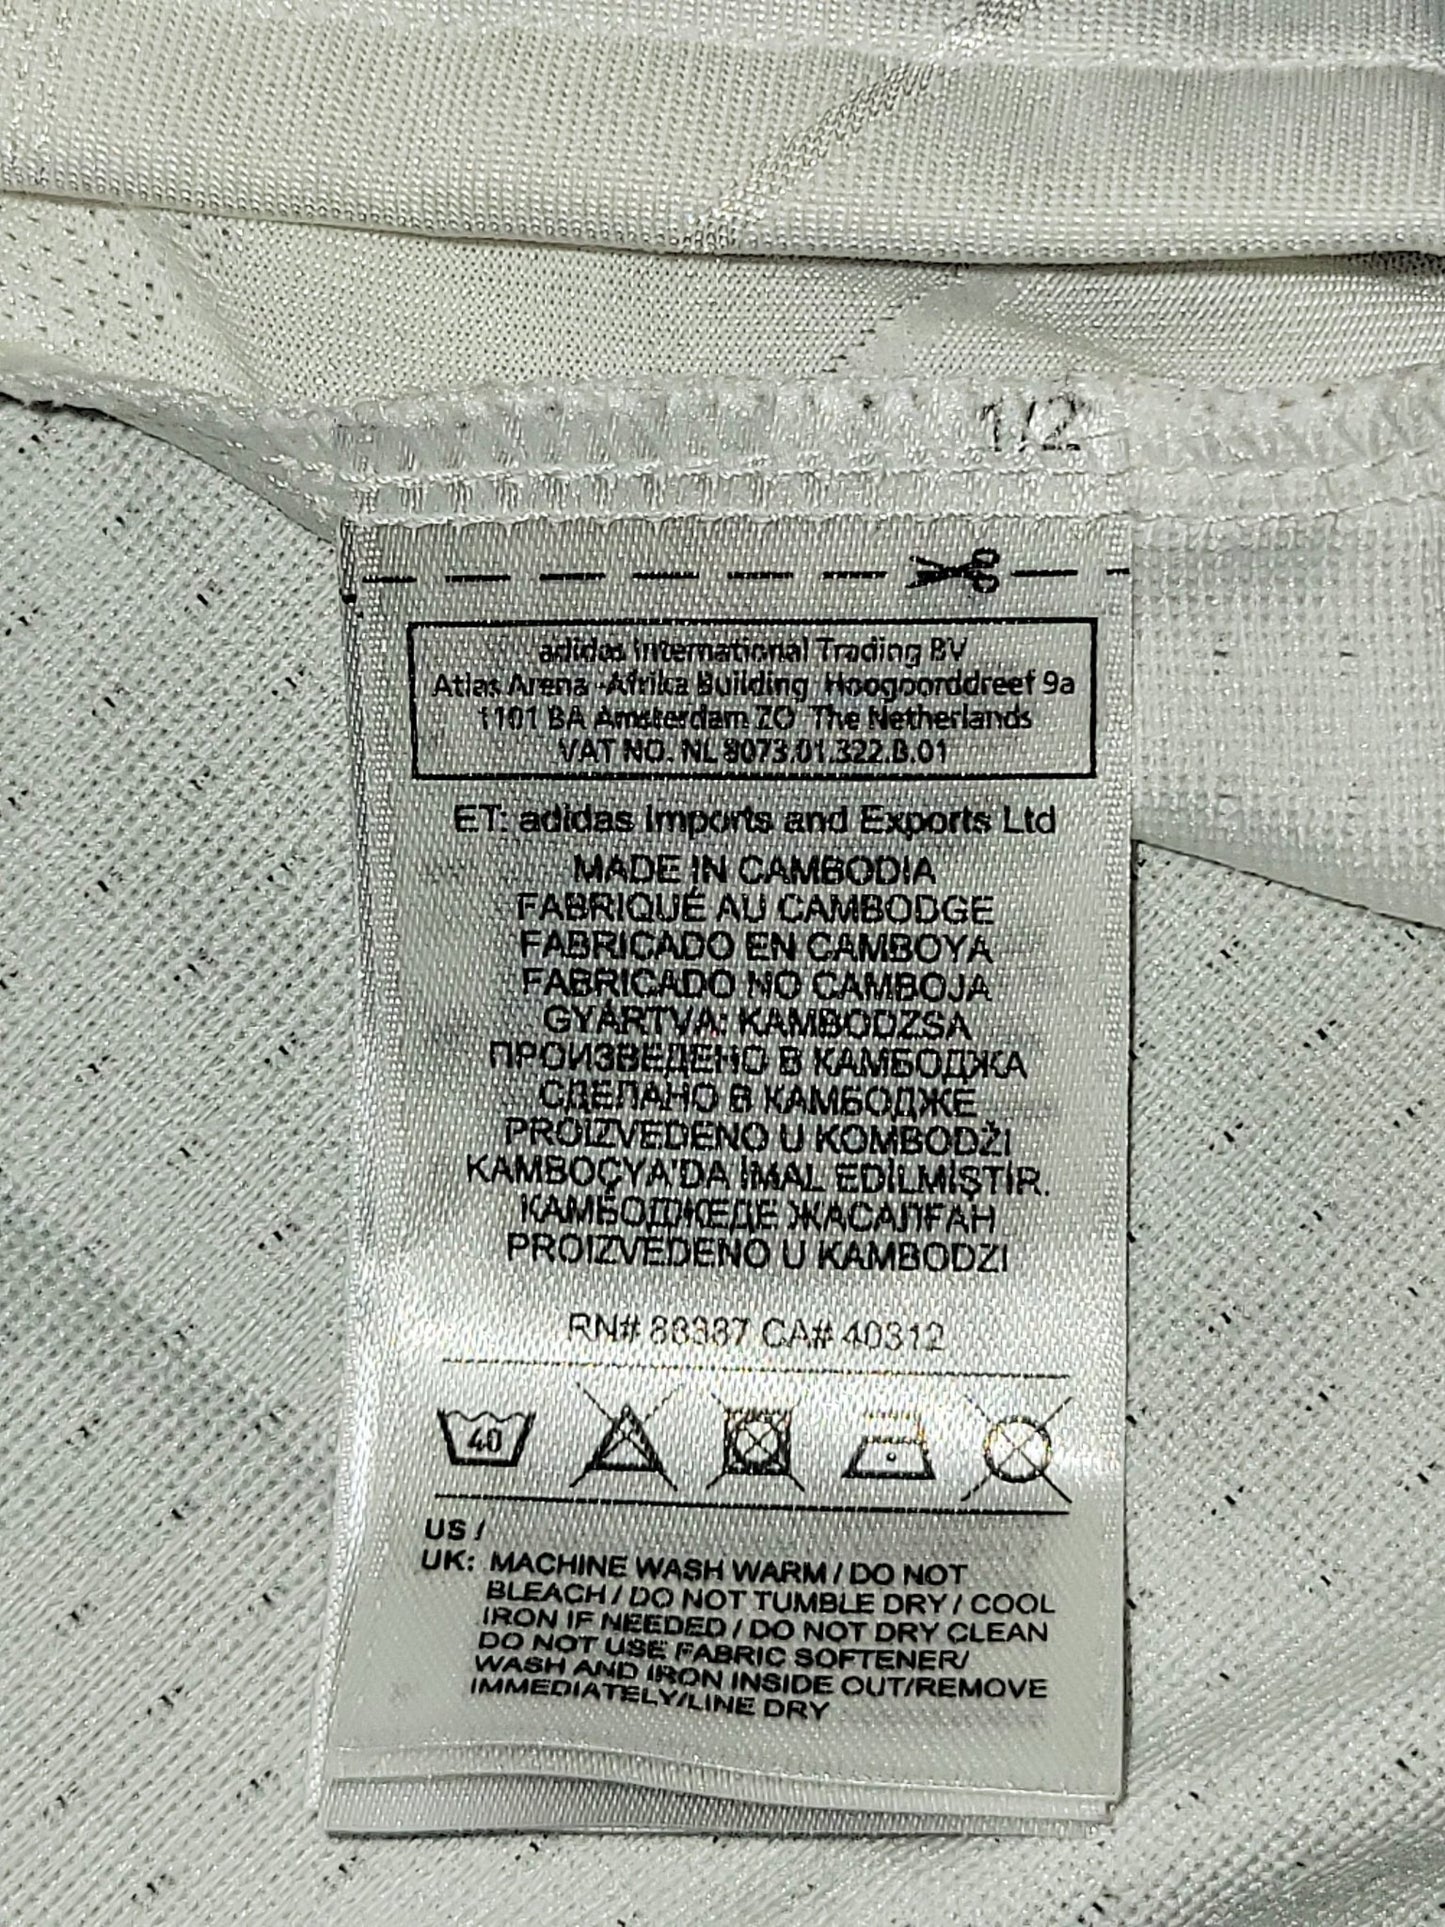 1/2
adidas International Trading BV
Atlas Arena -Afrika Building Hoogoorddreef 9a
1101 BA Amsterdam ZO The Netherlands
VAT NO. NL 8073.01.322.B.01
ET: adidas Imports and Exports Ltd
MADE IN CAMBODIA
FABRIQUÉ AU CAMBODGE
FABRICADO EN CAMBOYA
FABRICADO NO CAMBOJA
GYÁRTVA: KAMBODZSA
ПРОИЗВЕДЕНО В КАМБОДЖА
СДЕЛАНО В КАМБОДЖЕ
PROIZVEDENO U KOMBODŽI
KAMBOÇYA'DA İMAL EDİLMİŞTİR.
КАМБОДЖЕДЕ ЖАСАЛҒАН
PROIZVEDENO U KAMBODZI
RN# 88387 CA# 40312
40
US /
UK: MACHINE WASH WARM / DO NOT
BLEACH / DO NOT TUMBLE DRY / COOL
IRON IF NEEDED / DO NOT DRY CLEAN
DO NOT USE FABRIC SOFTENER/
WASH AND IRON INSIDE OUT/REMOVE
IMMEDIATELY/LINE DRY